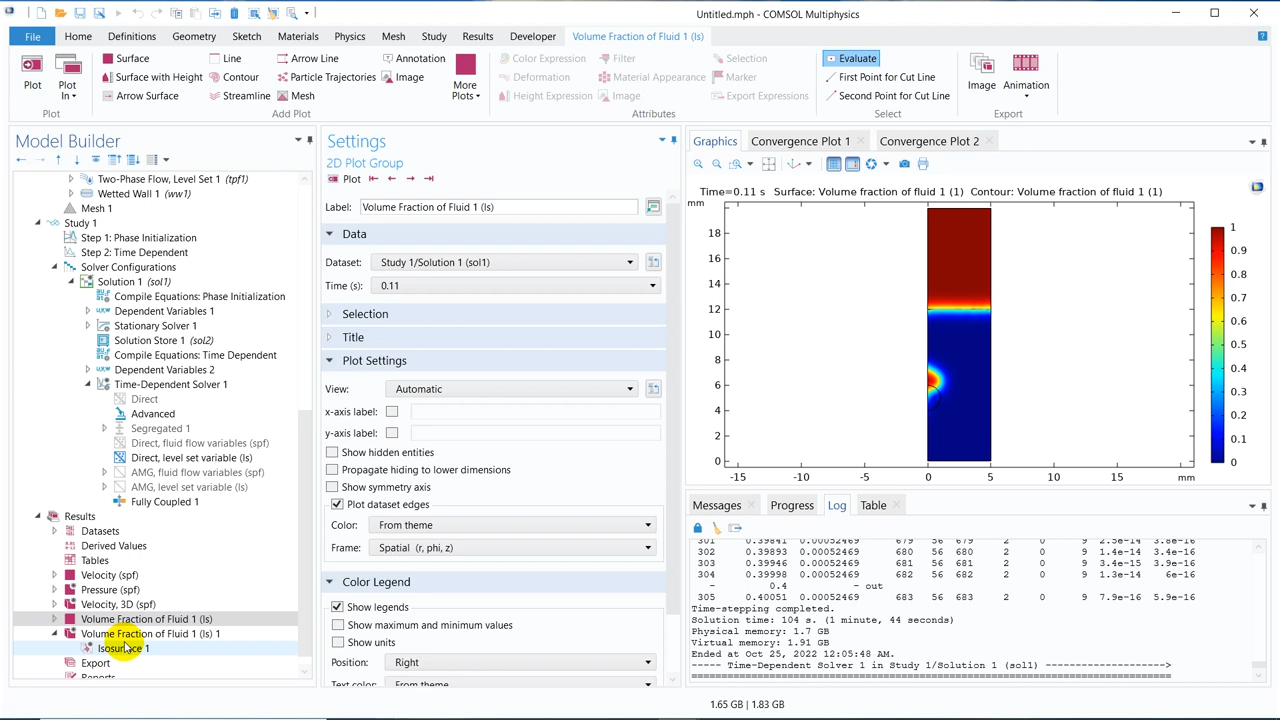 Untitled.mph - COMSOL Multiphysics
File Home Definitions Geometry Sketch Materials Physics Mesh Study Results Developer Volume Fraction of Fluid 1 (ls)
Plot
Plot In
Surface
Surface with Height
Arrow Surface
Line
Contour
Streamline
Arrow Line
Particle Trajectories
Mesh
Annotation
Image
More Plots
Color Expression
Deformation
Height Expression
Filter
Material Appearance
Image
Selection
Marker
Export Expressions
Evaluate
First Point for Cut Line
Second Point for Cut Line
Image
Animation
Plot
Add Plot
Attributes
Select
Export
Model Builder
Two-Phase Flow, Level Set 1 (tpf1)
Wetted Wall 1 (ww1)
Mesh 1
Study 1
Step 1: Phase Initialization
Step 2: Time Dependent
Solver Configurations
Solution 1 (sol1)
Compile Equations: Phase Initialization
Dependent Variables 1
Stationary Solver 1
Solution Store 1 (sol2)
Compile Equations: Time Dependent
Dependent Variables 2
Time-Dependent Solver 1
Direct
Advanced
Segregated 1
Direct, fluid flow variables (spf)
Direct, level set variable (ls)
AMG, fluid flow variables (spf)
AMG, level set variable (ls)
Fully Coupled 1
Results
Datasets
Derived Values
Tables
Velocity (spf)
Pressure (spf)
Velocity, 3D (spf)
Volume Fraction of Fluid 1 (ls)
Volume Fraction of Fluid 1 (ls) 1
Isosurface 1
Export
Reports
Settings
2D Plot Group
Plot
Label: Volume Fraction of Fluid 1 (ls)
Data
Dataset: Study 1/Solution 1 (sol1)
Time (s): 0.11
Selection
Title
Plot Settings
View: Automatic
x-axis label:
y-axis label:
Show hidden entities
Propagate hiding to lower dimensions
Show symmetry axis
Plot dataset edges
Color: From theme
Frame: Spatial (r, phi, z)
Color Legend
Show legends
Show maximum and minimum values
Show units
Position: Right
Text color: From theme
Graphics Convergence Plot 1 Convergence Plot 2
Time=0.11 s Surface: Volume fraction of fluid 1 (1) Contour: Volume fraction of fluid 1 (1)
mm
18
16
14
12
10
8
6
4
2
0
-15 -10 -5 0 5 10 15 mm
1
0.9
0.8
0.7
0.6
0.5
0.4
0.3
0.2
0.1
0
Messages Progress Log Table
301 0.39841 0.00052469 679 56 679 2 0 9 2.5e-14 3.8e-16
302 0.39893 0.00052469 680 56 680 2 0 9 1.4e-14 3.4e-16
303 0.39946 0.00052469 681 56 681 2 0 9 3.4e-15 3.9e-16
304 0.39998 0.00052469 682 56 682 2 0 9 1.3e-14 6e-16
- 0.4 - out
305 0.40051 0.00052469 683 56 683 2 0 9 7.9e-16 5.9e-16
Time-stepping completed.
Solution time: 104 s. (1 minute, 44 seconds)
Physical memory: 1.7 GB
Virtual memory: 1.91 GB
Ended at Oct 25, 2022 12:05:48 AM.
----- Time-Dependent Solver 1 in Study 1/Solution 1 (sol1) -------------------->
1.65 GB | 1.83 GB